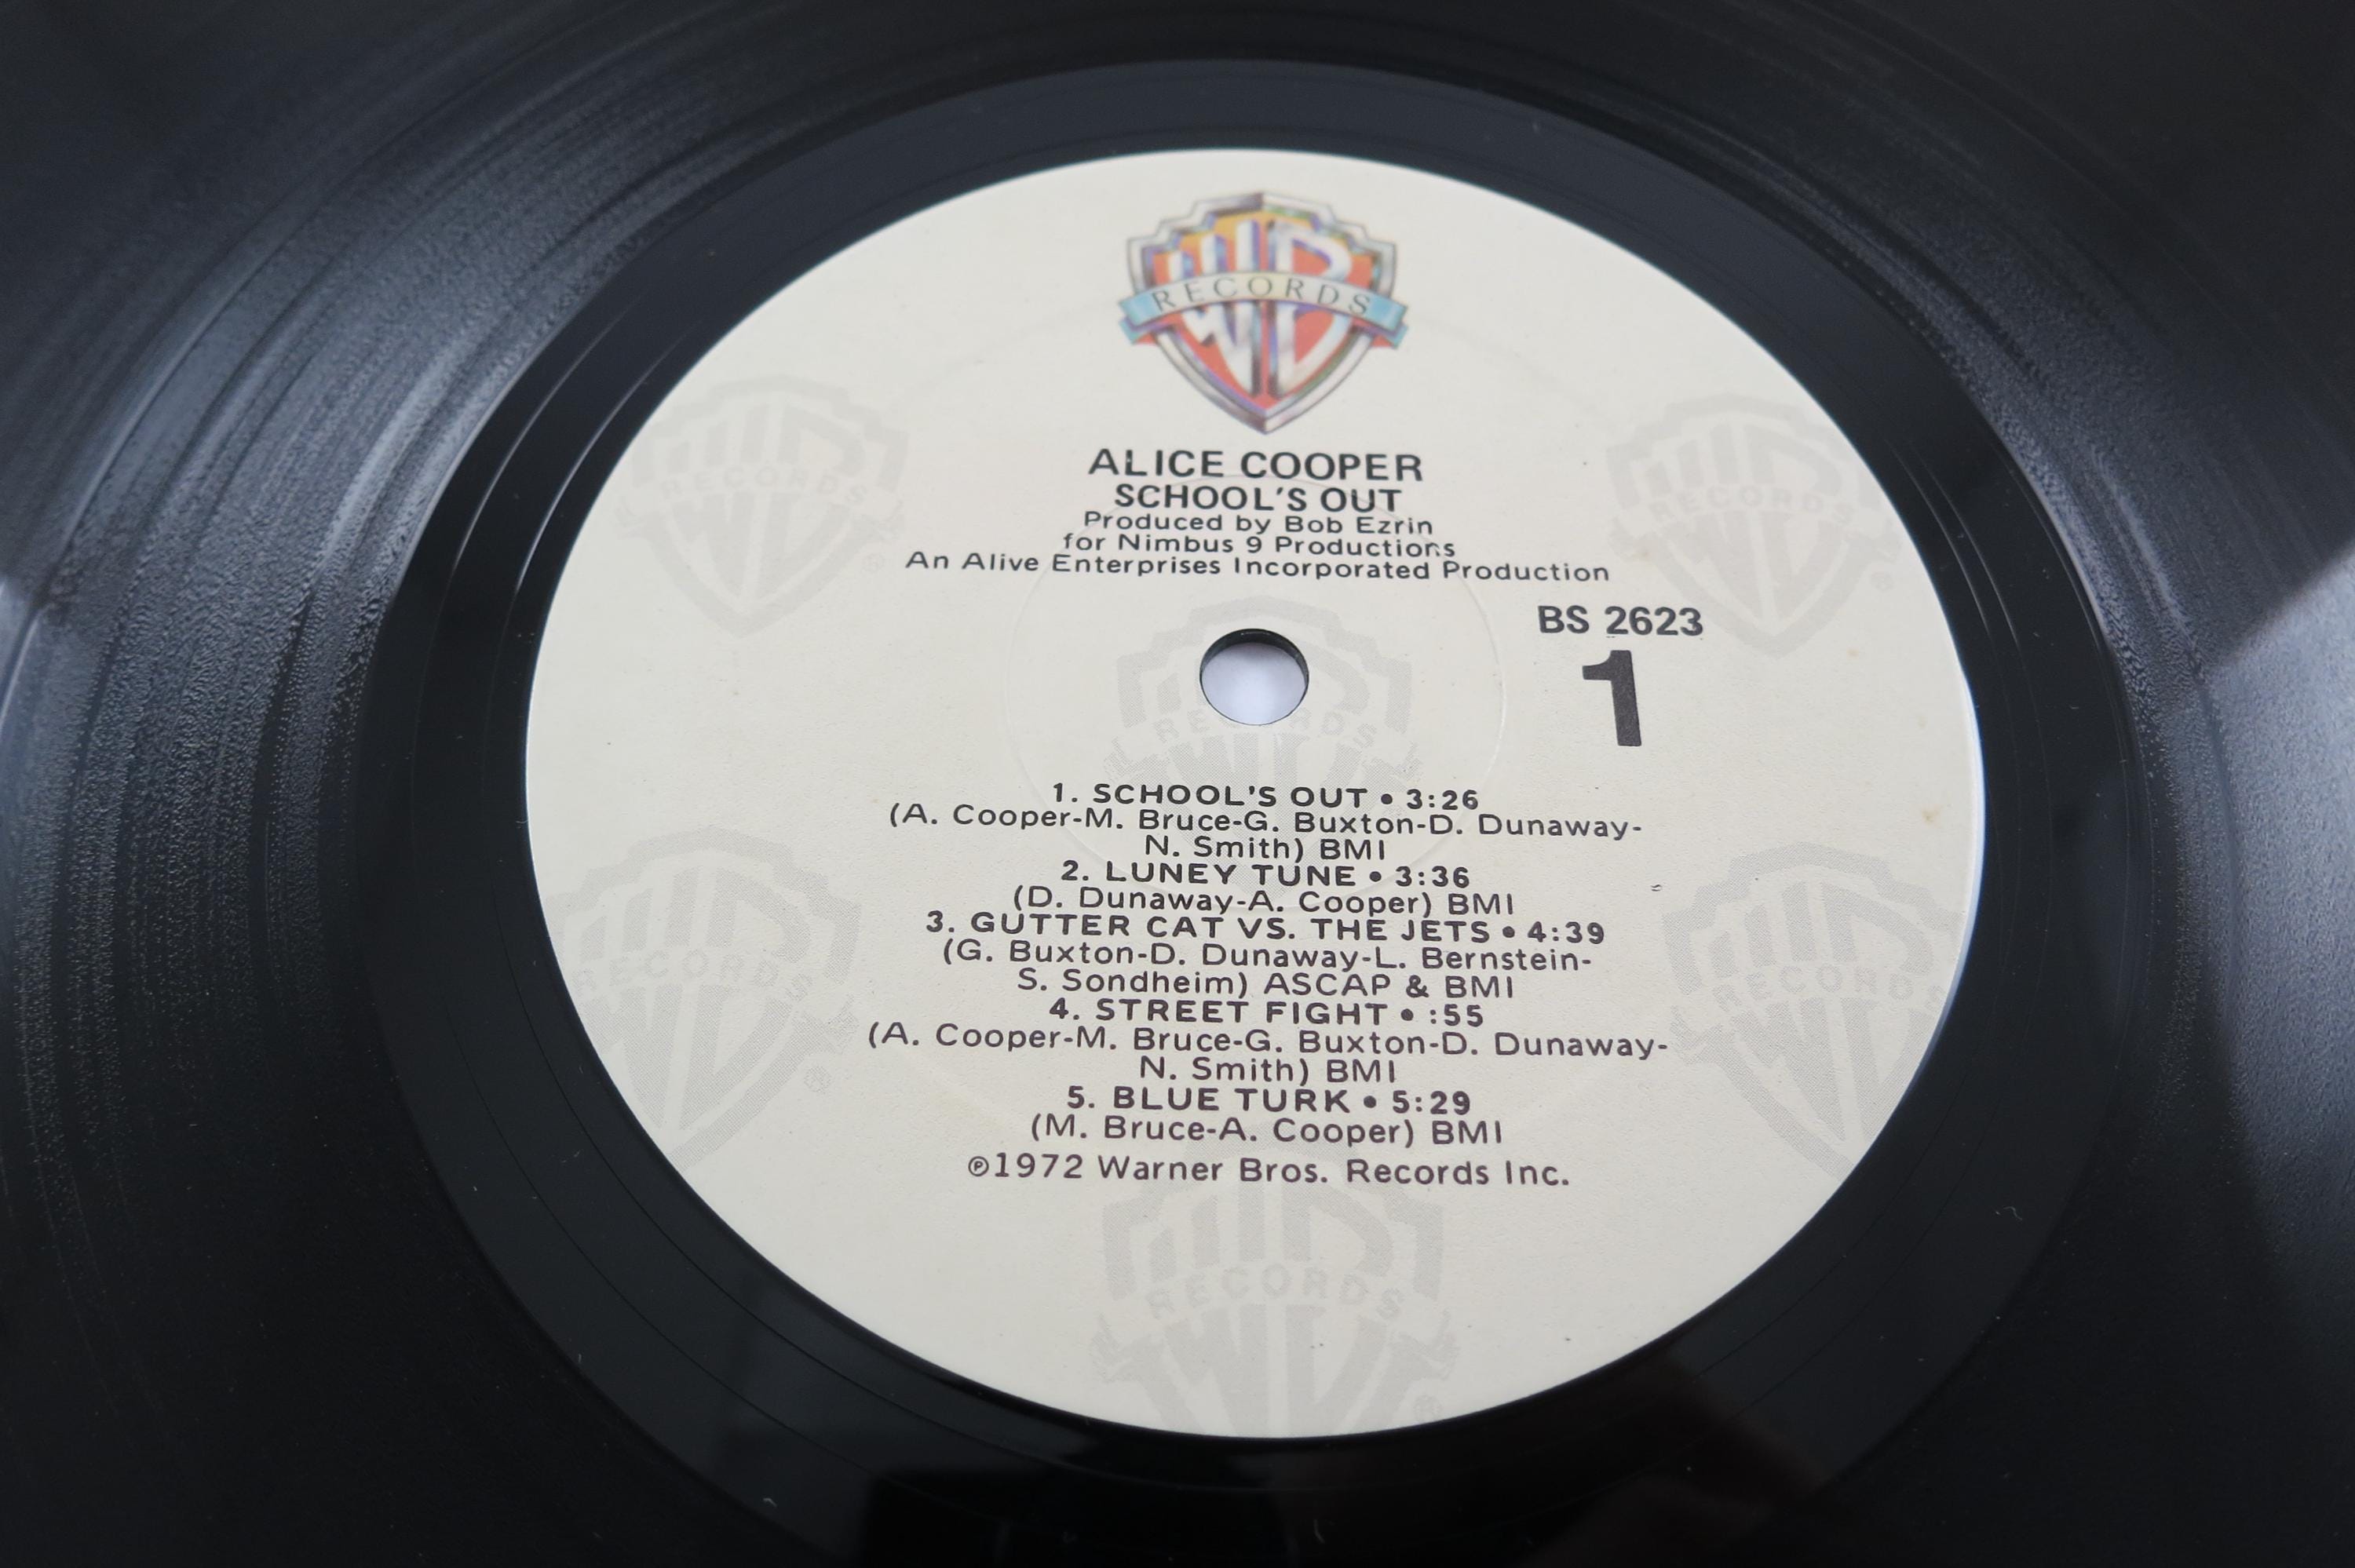 WB
RECORDS
ALICE COOPER
SCHOOL'S OUT
Produced by Bob Ezrin
for Nimbus 9 Productions
An Alive Enterprises Incorporated Production
BS 2623
1
1. SCHOOL'S OUT • 3:26
(A. Cooper-M. Bruce-G. Buxton-D. Dunaway-
N. Smith) BMI
2. LUNEY TUNE • 3:36
(D. Dunaway-A. Cooper) BMI
3. GUTTER CAT VS. THE JETS • 4:39
(G. Buxton-D. Dunaway-L. Bernstein-
S. Sondheim) ASCAP & BMI
4. STREET FIGHT • :55
(A. Cooper-M. Bruce-G. Buxton-D. Dunaway-
N. Smith) BMI
5. BLUE TURK • 5:29
(M. Bruce-A. Cooper) BMI
℗1972 Warner Bros. Records Inc.